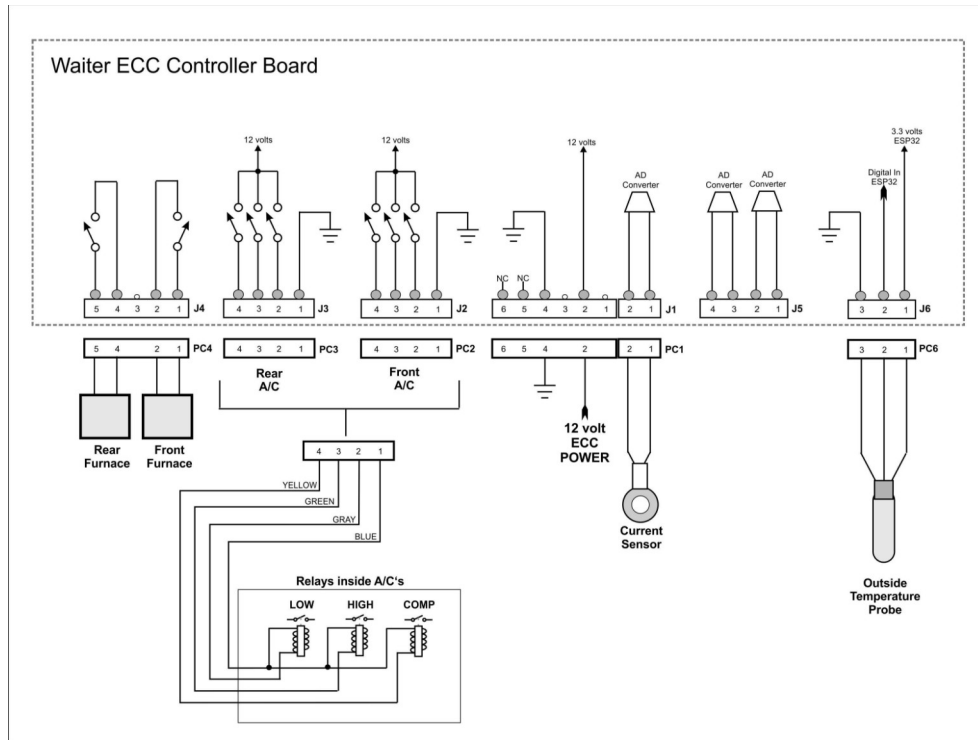 Waiter ECC Controller Board
12 volts
12 volts
12 volts
3.3 volts
ESP32
Digital In
ESP32
AD
Converter
AD
Converter
AD
Converter
NC NC
5 4 3 2 1 J4
4 3 2 1 J3
4 3 2 1 J2
6 5 4 3 2 1 2 1 J1
4 3 2 1 J5
3 2 1 J6
5 4 2 1 PC4
4 3 2 1 PC3
4 3 2 1 PC2
6 5 4 2 2 1 PC1
3 2 1 PC6
Rear
A/C
Front
A/C
Rear
Furnace
Front
Furnace
12 volt
ECC
POWER
Current
Sensor
Outside
Temperature
Probe
4 3 2 1
YELLOW
GREEN
GRAY
BLUE
Relays inside A/C's
LOW HIGH COMP